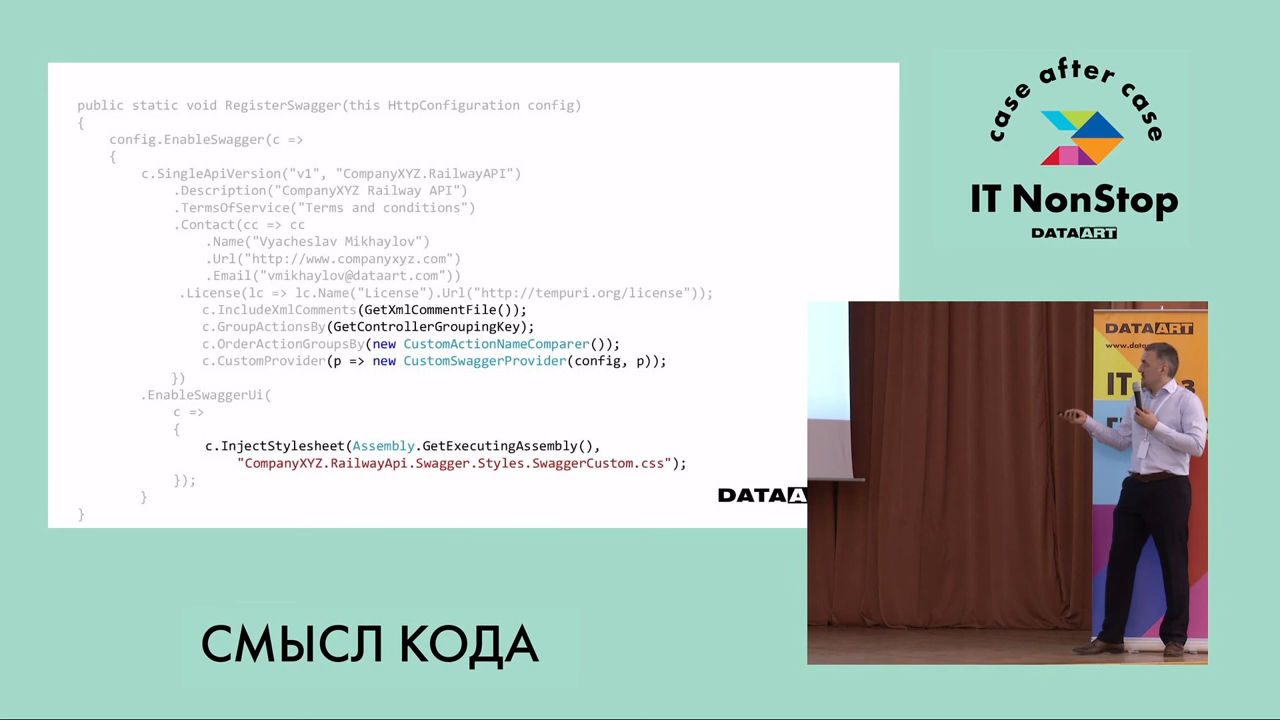 public static void RegisterSwagger(this HttpConfiguration config)
{
config.EnableSwagger(c =>
{
c.SingleApiVersion("v1", "CompanyXYZ.RailwayAPI")
.Description("CompanyXYZ Railway API")
.TermsOfService("Terms and conditions")
.Contact(cc => cc
.Name("Vyacheslav Mikhaylov")
.Url("http://www.companyxyz.com")
.Email("vmikhaylov@dataart.com"))
.License(lc => lc.Name("License").Url("http://tempuri.org/license"));
c.IncludeXmlComments(GetXmlCommentFile());
c.GroupActionsBy(GetControllerGroupingKey);
c.OrderActionGroupsBy(new CustomActionNameComparer());
c.CustomProvider(p => new CustomSwaggerProvider(config, p));
})
.EnableSwaggerUi(
c =>
{
c.InjectStylesheet(Assembly.GetExecutingAssembly(),
"CompanyXYZ.RailwayApi.Swagger.Styles.SwaggerCustom.css");
});
}
}
DATAA
case after case
IT NonStop
DATAART
DATAART
www.data
IT
СМЫСЛ КОДА